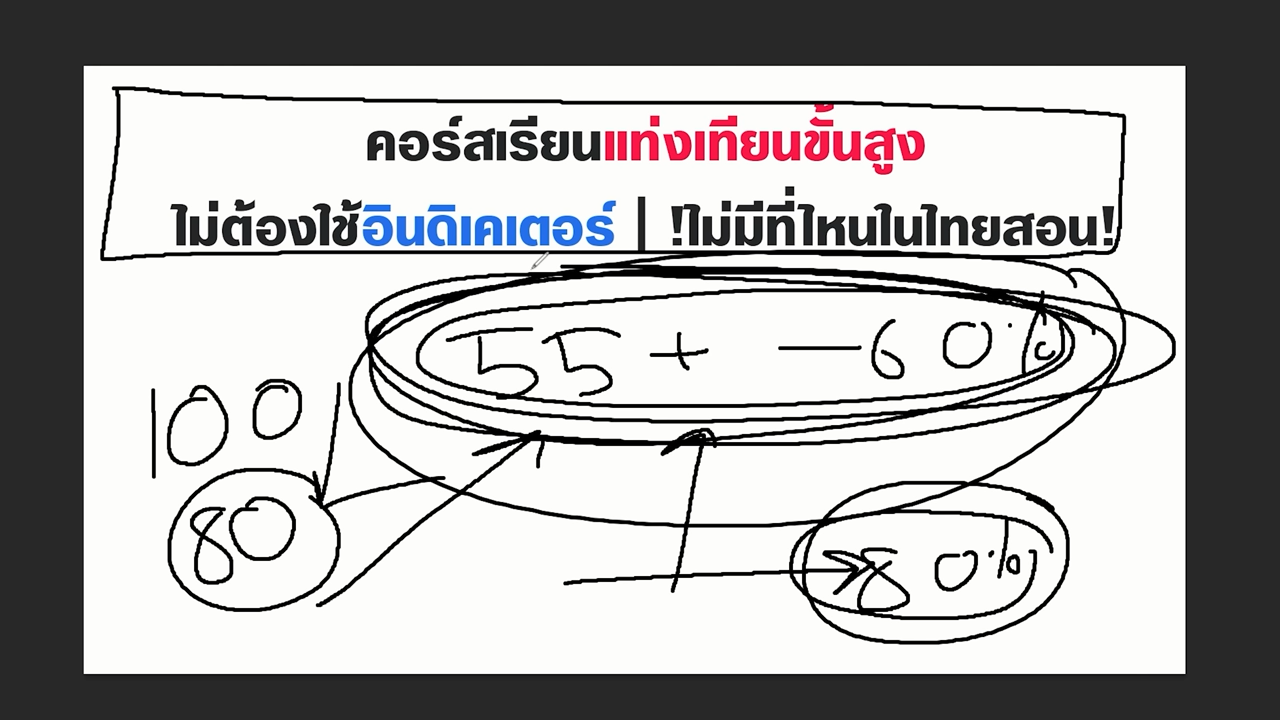 คอร์สเรียนแท่งเทียนขั้นสูง
ไม่ต้องใช้อินดิเคเตอร์ | !ไม่มีที่ไหนในไทยสอน!
55 + — 60%
100
80
80%